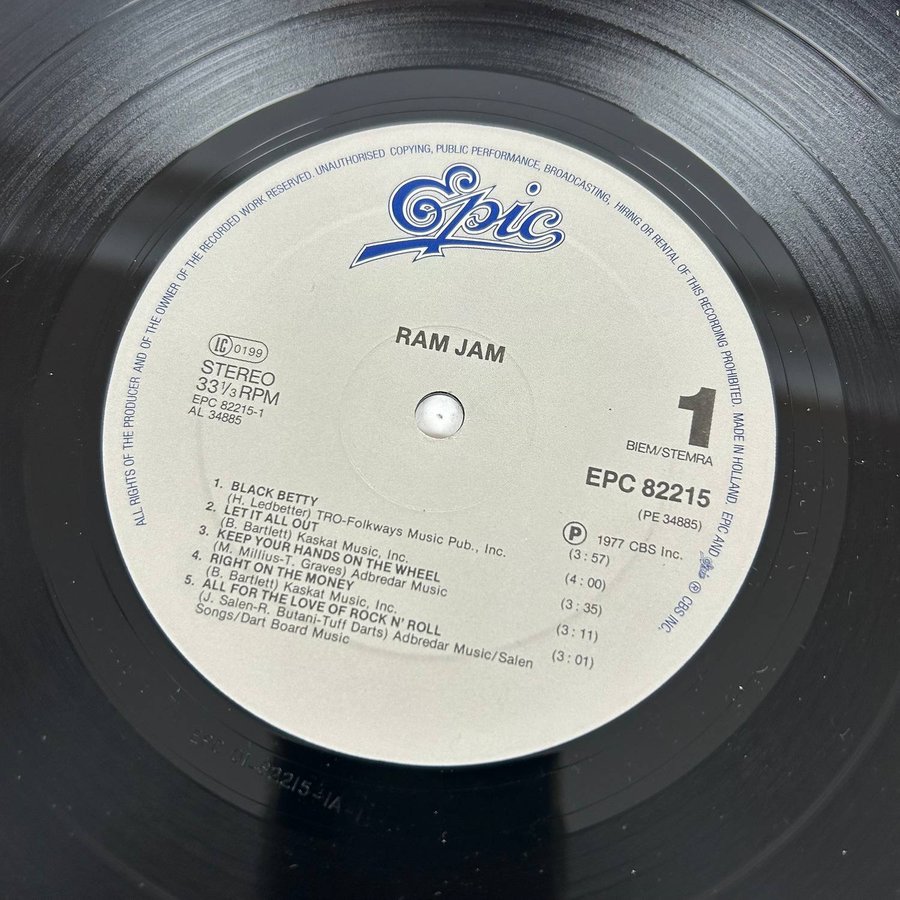 ALL RIGHTS OF THE PRODUCER AND OF THE OWNER OF THE RECORDED WORK RESERVED. UNAUTHORISED COPYING, PUBLIC PERFORMANCE, BROADCASTING, HIRING OR RENTAL OF THIS RECORDING PROHIBITED. MADE IN HOLLAND, EPIC AND Epic ® CBS INC.
Epic
RAM JAM
LC 0199
STEREO
33 1/3 RPM
EPC 82215-1
AL 34885
1
BIEM/STEMRA
EPC 82215
(PE 34885)
Ⓟ 1977 CBS Inc.
1. BLACK BETTY
(H. Ledbetter) TRO-Folkways Music Pub., Inc. (3:57)
2. LET IT ALL OUT
(B. Bartlett) Kaskat Music, Inc. (4:00)
3. KEEP YOUR HANDS ON THE WHEEL
(M. Millius-T. Graves) Adbredar Music (3:35)
4. RIGHT ON THE MONEY
(B. Bartlett) Kaskat Music, Inc. (3:11)
5. ALL FOR THE LOVE OF ROCK N' ROLL
(J. Salen-R. Butani-Tuff Darts) Adbredar Music/Salen
Songs/Dart Board Music (3:01)
82215-1A